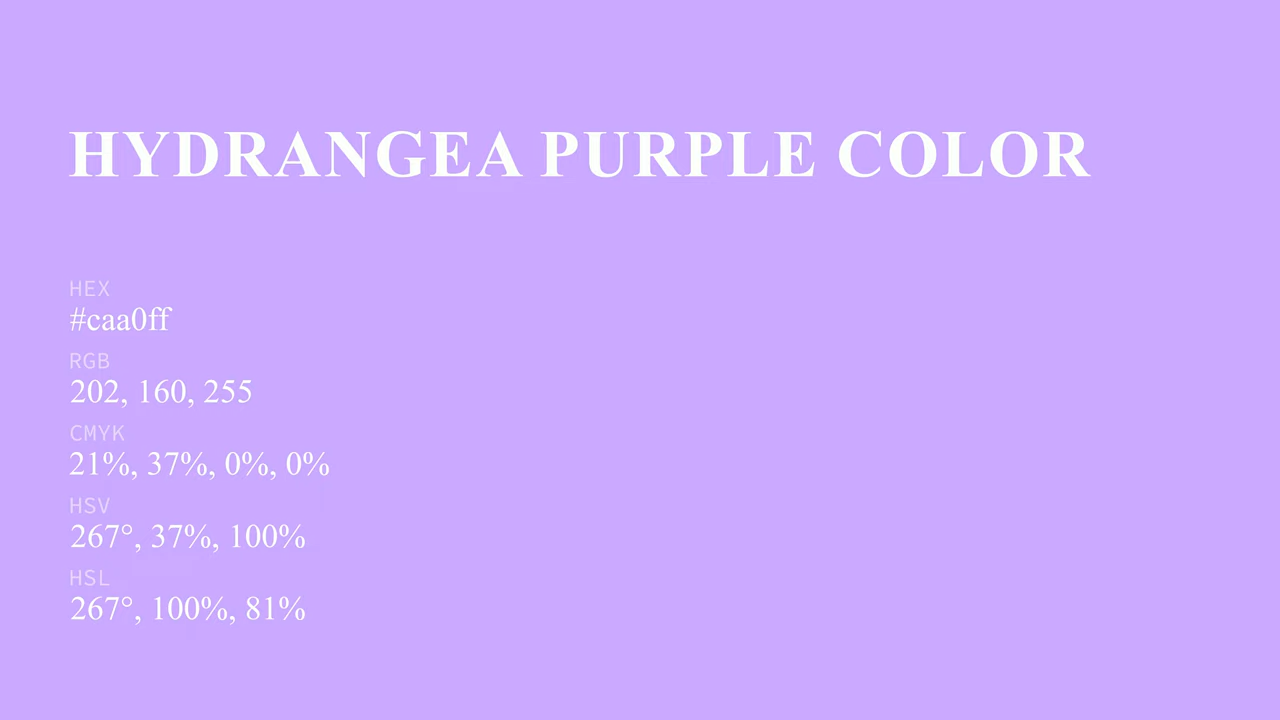 HYDRANGEA PURPLE COLOR
HEX
#caa0ff
RGB
202, 160, 255
CMYK
21%, 37%, 0%, 0%
HSV
267°, 37%, 100%
HSL
267°, 100%, 81%